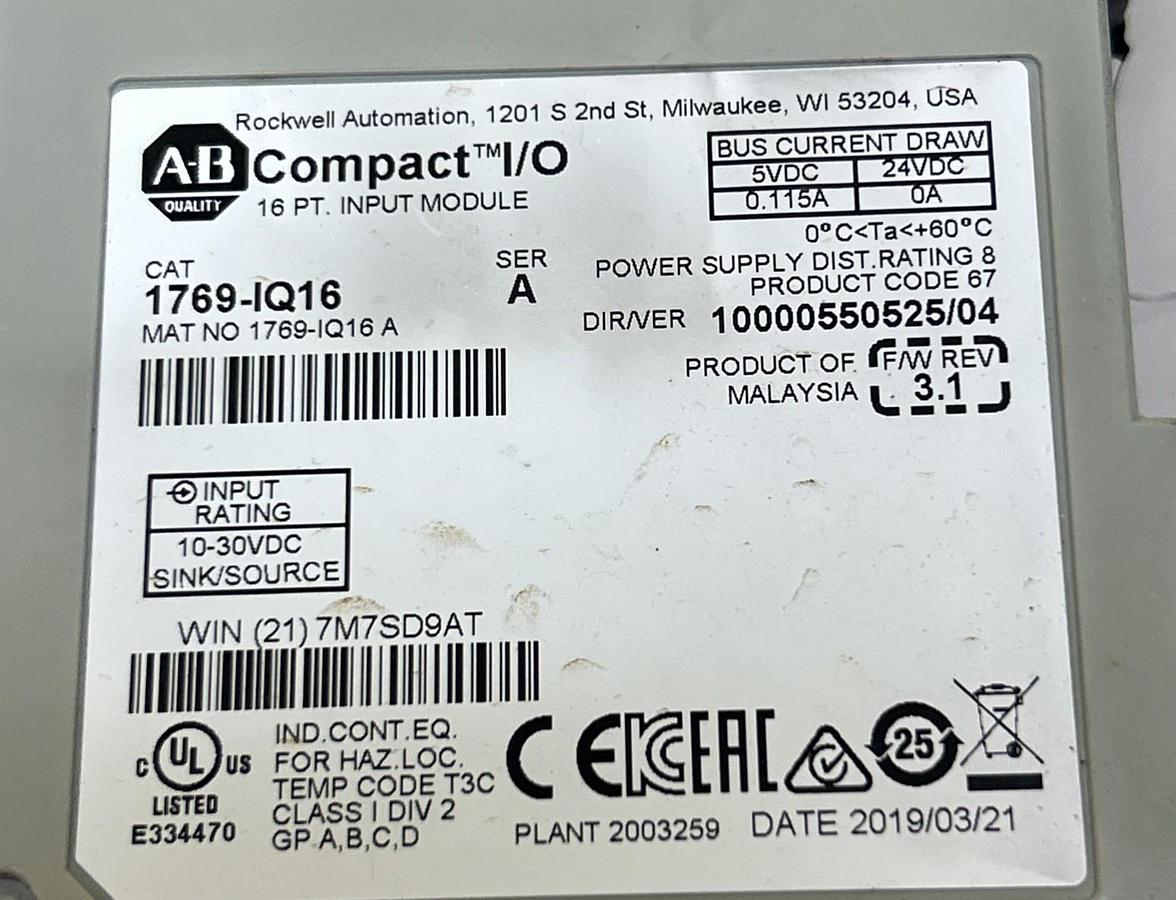 Rockwell Automation, 1201 S 2nd St, Milwaukee, WI 53204, USA
A-B
QUALITY
Compact™I/O
16 PT. INPUT MODULE
BUS CURRENT DRAW
5VDC 24VDC
0.115A 0A
0°C<Ta<+60°C
POWER SUPPLY DIST.RATING 8
PRODUCT CODE 67
CAT
1769-IQ16
SER
A
MAT NO 1769-IQ16 A
DIR/VER 10000550525/04
PRODUCT OF
MALAYSIA
F/W REV
3.1
INPUT
RATING
10-30VDC
SINK/SOURCE
WIN (21) 7M7SD9AT
C UL US
LISTED
E334470
IND.CONT.EQ.
FOR HAZ.LOC.
TEMP CODE T3C
CLASS I DIV 2
GP A,B,C,D
CE KC EAC
25
PLANT 2003259 DATE 2019/03/21